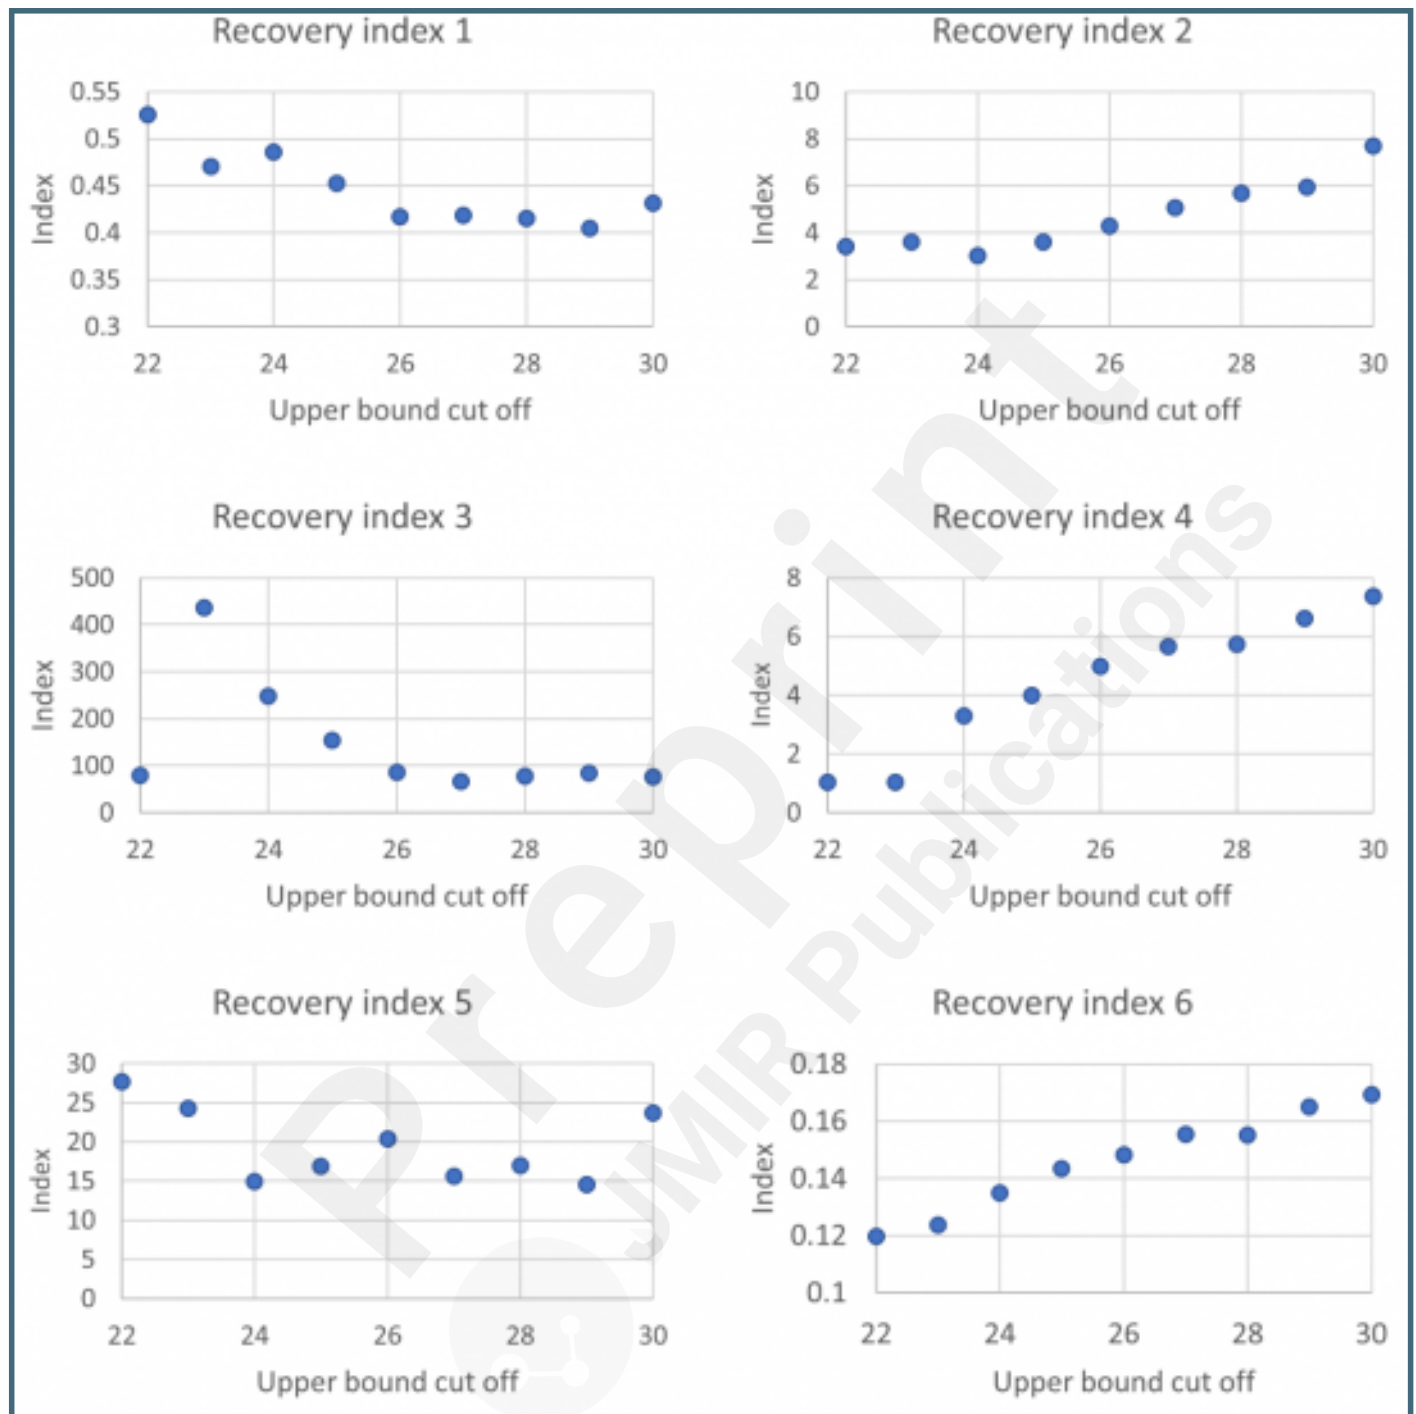 Recovery index 1
Recovery index 2
0.55
0.5
0.45
0.4
0.35
0.3
Index
22 24 26 28 30
Upper bound cut off
10
8
6
4
2
0
Index
22 24 26 28 30
Upper bound cut off
Recovery index 3
Recovery index 4
500
400
300
200
100
0
Index
22 24 26 28 30
Upper bound cut off
8
6
4
2
0
Index
22 24 26 28 30
Upper bound cut off
Recovery index 5
Recovery index 6
30
25
20
15
10
5
0
Index
22 24 26 28 30
Upper bound cut off
0.18
0.16
0.14
0.12
0.1
Index
22 24 26 28 30
Upper bound cut off
Preprint
JMIR Publications